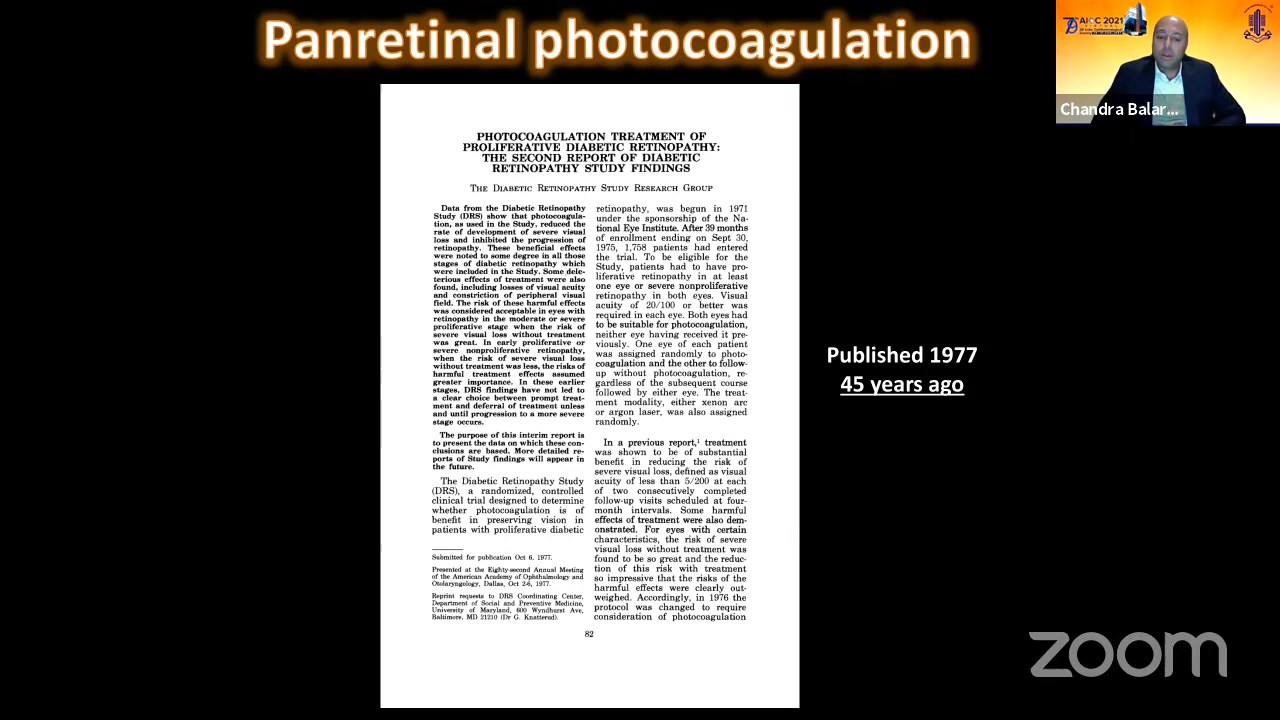 Panretinal photocoagulation
AIOC 2021
Chandra Balar...
PHOTOCOAGULATION TREATMENT OF
PROLIFERATIVE DIABETIC RETINOPATHY:
THE SECOND REPORT OF DIABETIC
RETINOPATHY STUDY FINDINGS
THE DIABETIC RETINOPATHY STUDY RESEARCH GROUP
Data from the Diabetic Retinopathy
Study (DRS) show that photocoagula-
tion, as used in the Study, reduced the
rate of development of severe visual
loss and inhibited the progression of
retinopathy. These beneficial effects
were noted to some degree in all those
stages of diabetic retinopathy which
were included in the Study. Some dele-
terious effects of treatment were also
found, including losses of visual acuity
and constriction of peripheral visual
field. The risk of these harmful effects
was considered acceptable in eyes with
retinopathy in the moderate or severe
proliferative stage when the risk of
severe visual loss without treatment
was great. In early proliferative or
severe nonproliferative retinopathy,
when the risk of severe visual loss
without treatment was less, the risks of
harmful treatment effects assumed
greater importance. In these earlier
stages, DRS findings have not led to
a clear choice between prompt treat-
ment and deferral of treatment unless
and until progression to a more severe
stage occurs.
The purpose of this interim report is
to present the data on which these con-
clusions are based. More detailed re-
ports of Study findings will appear in
the future.
The Diabetic Retinopathy Study
(DRS), a randomized, controlled
clinical trial designed to determine
whether photocoagulation is of
benefit in preserving vision in
patients with proliferative diabetic
Submitted for publication Oct 6, 1977.
Presented at the Eighty-second Annual Meeting
of the American Academy of Ophthalmology and
Otolaryngology, Dallas, Oct 2-6, 1977.
Reprint requests to DRS Coordinating Center,
Department of Social and Preventive Medicine,
University of Maryland, 600 Wyndhurst Ave,
Baltimore, MD 21210 (Dr G. Knatterud).
retinopathy, was begun in 1971
under the sponsorship of the Na-
tional Eye Institute. After 39 months
of enrollment ending on Sept 30,
1975, 1,758 patients had entered
the trial. To be eligible for the
Study, patients had to have pro-
liferative retinopathy in at least
one eye or severe nonproliferative
retinopathy in both eyes. Visual
acuity of 20/100 or better was
required in each eye. Both eyes had
to be suitable for photocoagulation,
neither eye having received it pre-
viously. One eye of each patient
was assigned randomly to photo-
coagulation and the other to follow-
up without photocoagulation, re-
gardless of the subsequent course
followed by either eye. The treat-
ment modality, either xenon arc
or argon laser, was also assigned
randomly.
In a previous report,¹ treatment
was shown to be of substantial
benefit in reducing the risk of
severe visual loss, defined as visual
acuity of less than 5/200 at each
of two consecutively completed
follow-up visits scheduled at four-
month intervals. Some harmful
effects of treatment were also dem-
onstrated. For eyes with certain
characteristics, the risk of severe
visual loss without treatment was
found to be so great and the reduc-
tion of this risk with treatment
so impressive that the risks of the
harmful effects were clearly out-
weighed. Accordingly, in 1976 the
protocol was changed to require
consideration of photocoagulation
82
Published 1977
45 years ago
zoom